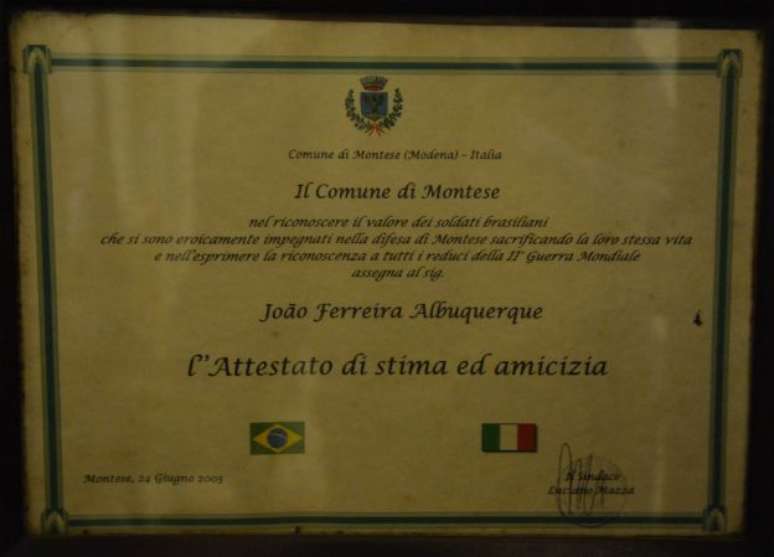 Comune di Montese (Modena) - Italia
Il Comune di Montese
nel riconoscere il valore dei soldati brasiliani
che si sono eroicamente impegnati nella difesa di Montese sacrificando la loro stessa vita
e nell'esprimere la riconoscenza a tutti i reduci della II^ Guerra Mondiale
assegna al sig.
João Ferreira Albuquerque
l''Attestato di stima ed amicizia
Montese, 24 Giugno 2005
Il Sindaco
Luciano Mazza